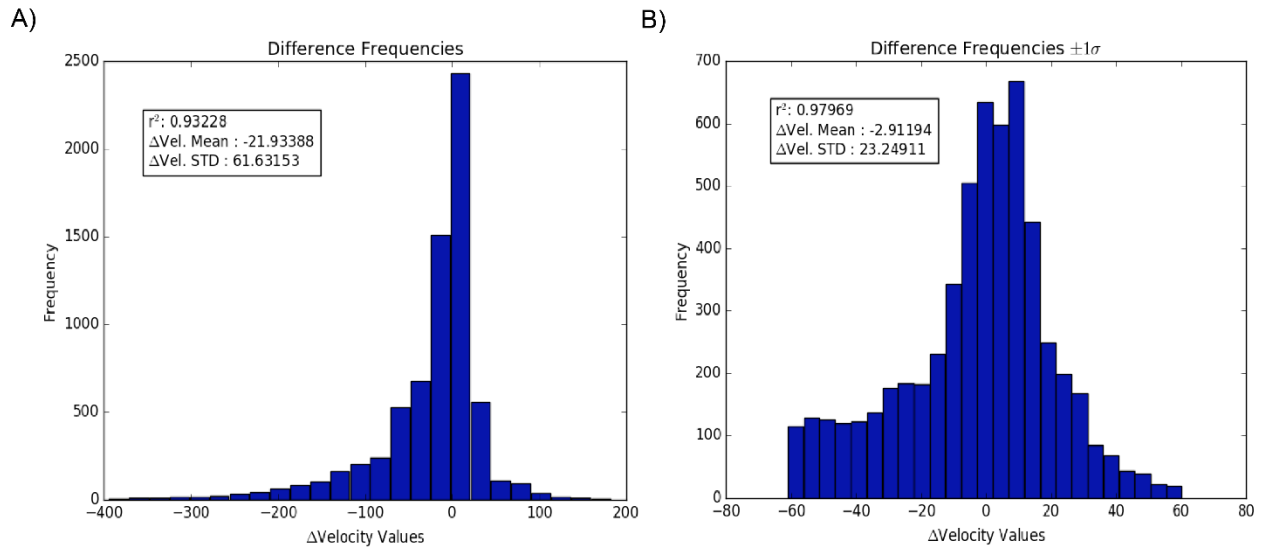 A)
Difference Frequencies
r²: 0.93228
ΔVel. Mean : -21.93388
ΔVel. STD : 61.63153
Frequency
2500
2000
1500
1000
500
0
−400 −300 −200 −100 0 100 200
ΔVelocity Values
B)
Difference Frequencies ±1σ
r²: 0.97969
ΔVel. Mean : -2.91194
ΔVel. STD : 23.24911
Frequency
700
600
500
400
300
200
100
0
−80 −60 −40 −20 0 20 40 60 80
ΔVelocity Values